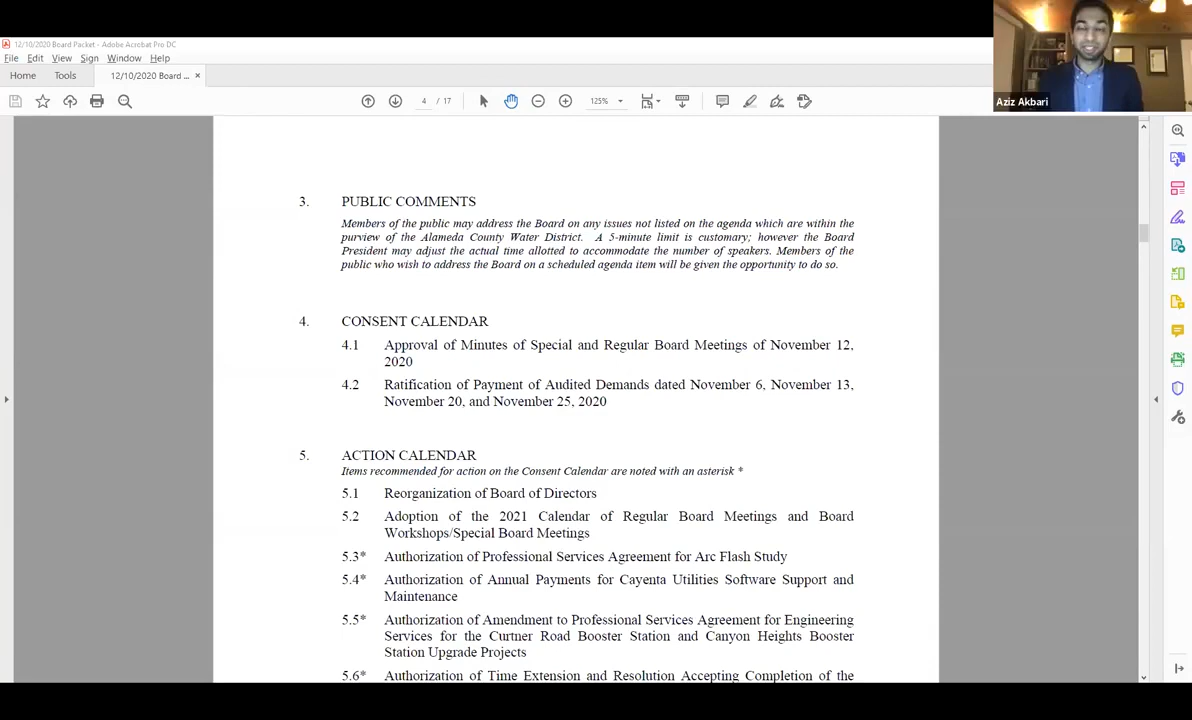 12/10/2020 Board Packet - Adobe Acrobat Pro DC
File Edit View Sign Window Help
Home Tools 12/10/2020 Board ... ×
4 / 17 125%
Aziz Akbari
3. PUBLIC COMMENTS
Members of the public may address the Board on any issues not listed on the agenda which are within the
purview of the Alameda County Water District. A 5-minute limit is customary; however the Board
President may adjust the actual time allotted to accommodate the number of speakers. Members of the
public who wish to address the Board on a scheduled agenda item will be given the opportunity to do so.
4. CONSENT CALENDAR
4.1 Approval of Minutes of Special and Regular Board Meetings of November 12,
2020
4.2 Ratification of Payment of Audited Demands dated November 6, November 13,
November 20, and November 25, 2020
5. ACTION CALENDAR
Items recommended for action on the Consent Calendar are noted with an asterisk *
5.1 Reorganization of Board of Directors
5.2 Adoption of the 2021 Calendar of Regular Board Meetings and Board
Workshops/Special Board Meetings
5.3* Authorization of Professional Services Agreement for Arc Flash Study
5.4* Authorization of Annual Payments for Cayenta Utilities Software Support and
Maintenance
5.5* Authorization of Amendment to Professional Services Agreement for Engineering
Services for the Curtner Road Booster Station and Canyon Heights Booster
Station Upgrade Projects
5.6* Authorization of Time Extension and Resolution Accepting Completion of the